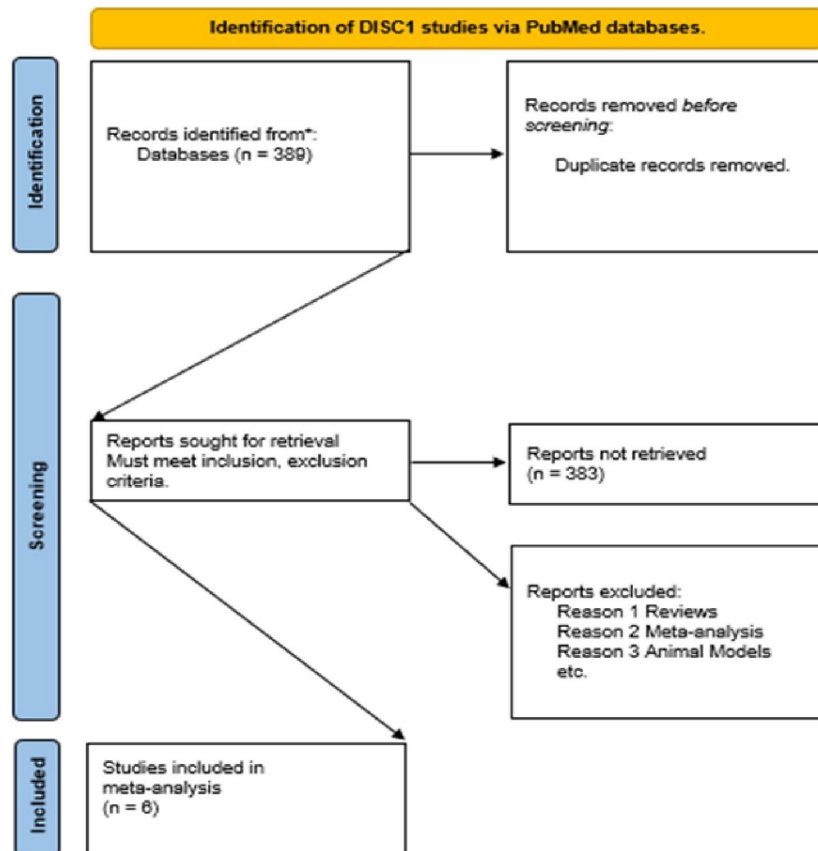 Identification of DISC1 studies via PubMed databases.
Identification
Records identified from*:
Databases (n = 389)
Records removed before
screening:
Duplicate records removed.
Screening
Reports sought for retrieval
Must meet inclusion, exclusion
criteria.
Reports not retrieved
(n = 383)
Reports excluded:
Reason 1 Reviews
Reason 2 Meta-analysis
Reason 3 Animal Models
etc.
Included
Studies included in
meta-analysis
(n = 6)